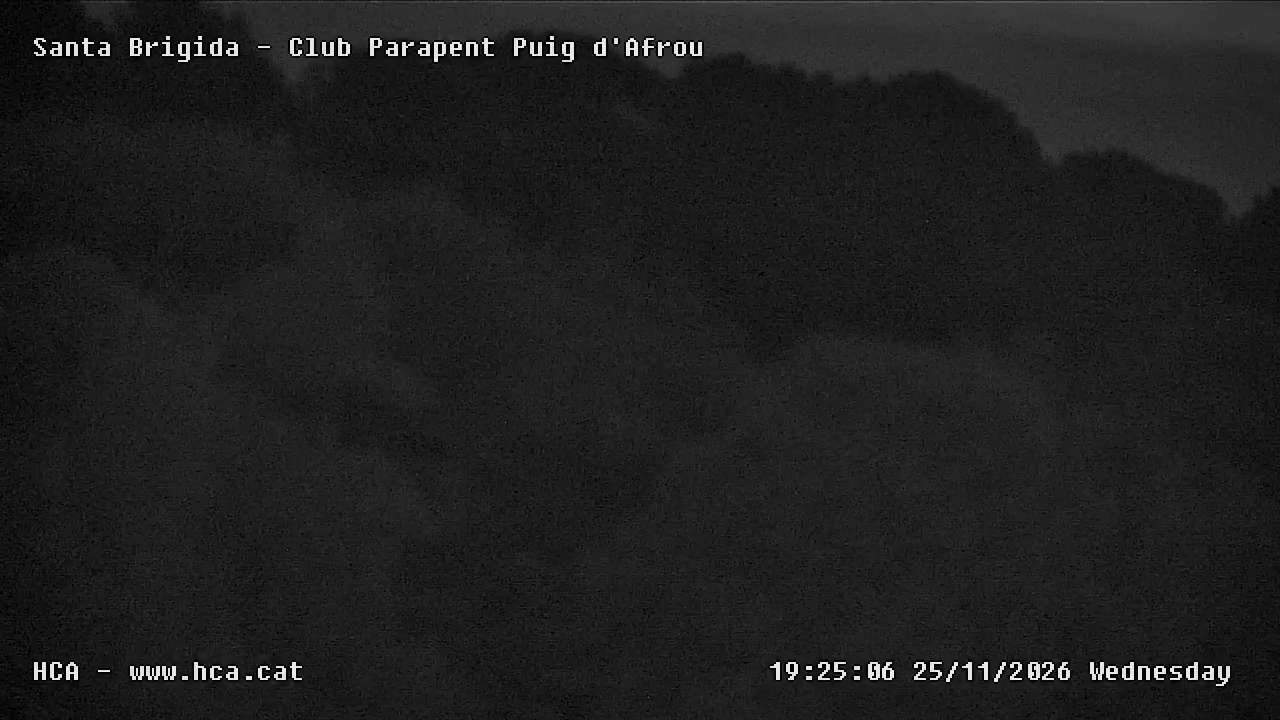 Santa Brigida - Club Parapent Puig d'Afrou
HCA - www.hca.cat
19:25:06 25/11/2026 Wednesday